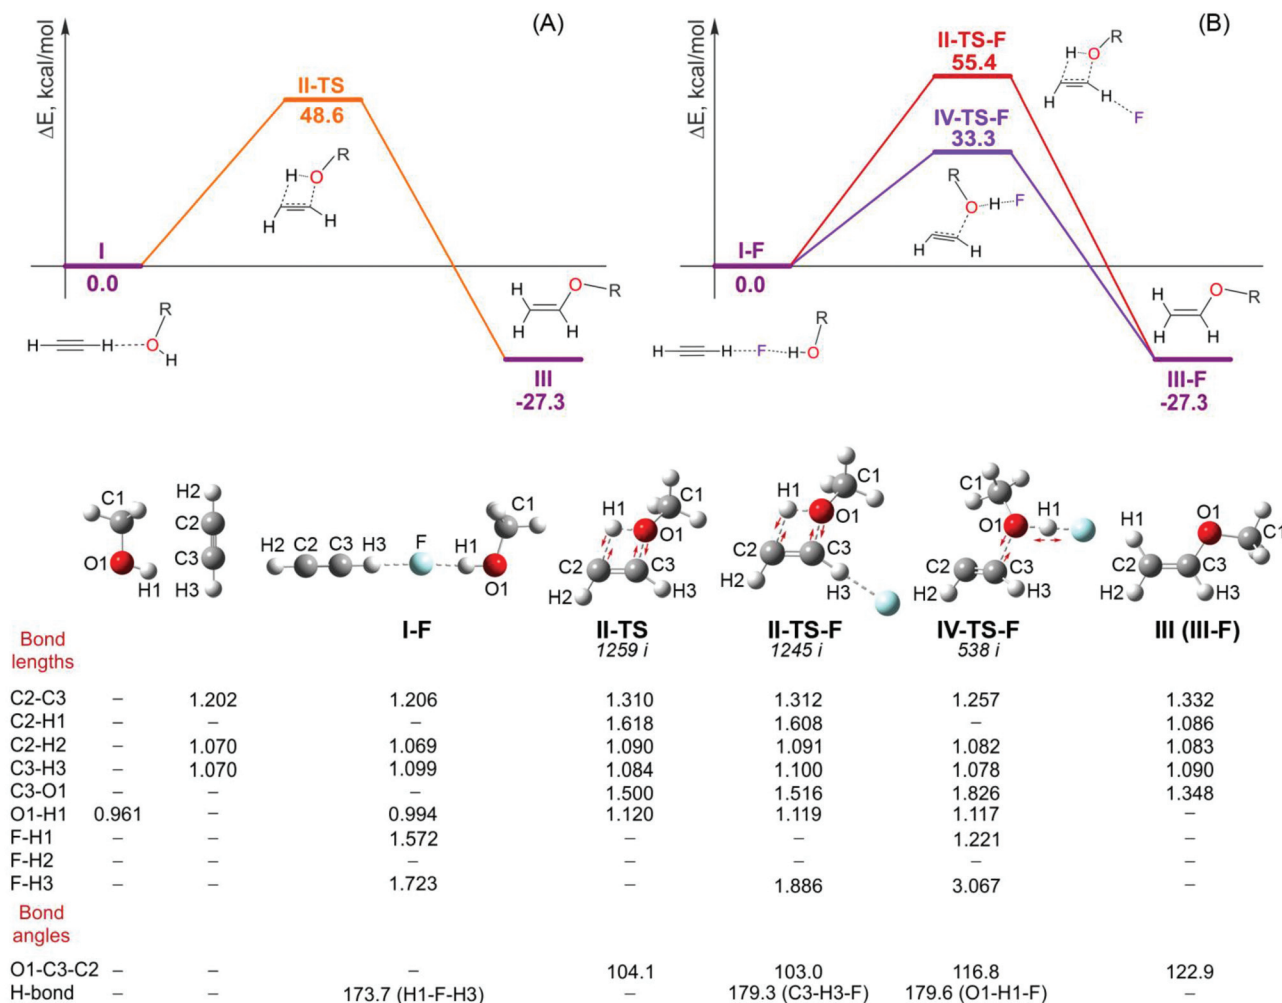 (A)
ΔE, kcal/mol
II-TS
48.6
R
H
O
H
I
0.0
H
H
O
R
H
H
O
R
H
H
III
-27.3
(B)
ΔE, kcal/mol
II-TS-F
55.4
H
O
R
H
H
F
IV-TS-F
33.3
R
O
H
F
H
H
I-F
0.0
H
H
F
H
O
R
H
O
R
H
H
III-F
-27.3
C1
O1
H1
H2
C2
C3
H3
H2 C2 C3 H3
F
H1
C1
O1
H1
C1
O1
C2
C3
H2
H3
H1
C1
O1
C2
C3
H2
H3
C1
O1
H1
C2
C3
H2
H3
H1
O1
C1
C2
C3
H2
H3
Bond lengths I-F II-TS II-TS-F IV-TS-F III (III-F)
1259 i 1245 i 538 i
C2-C3 – 1.202 1.206 1.310 1.312 1.257 1.332
C2-H1 – – – 1.618 1.608 – 1.086
C2-H2 – 1.070 1.069 1.090 1.091 1.082 1.083
C3-H3 – 1.070 1.099 1.084 1.100 1.078 1.090
C3-O1 – – – 1.500 1.516 1.826 1.348
O1-H1 0.961 – 0.994 1.120 1.119 1.117 –
F-H1 – – 1.572 – – 1.221 –
F-H2 – – – – – – –
F-H3 – – 1.723 – 1.886 3.067 –
Bond
angles
O1-C3-C2 – – – 104.1 103.0 116.8 122.9
H-bond – – 173.7 (H1-F-H3) – 179.3 (C3-H3-F) 179.6 (O1-H1-F) –